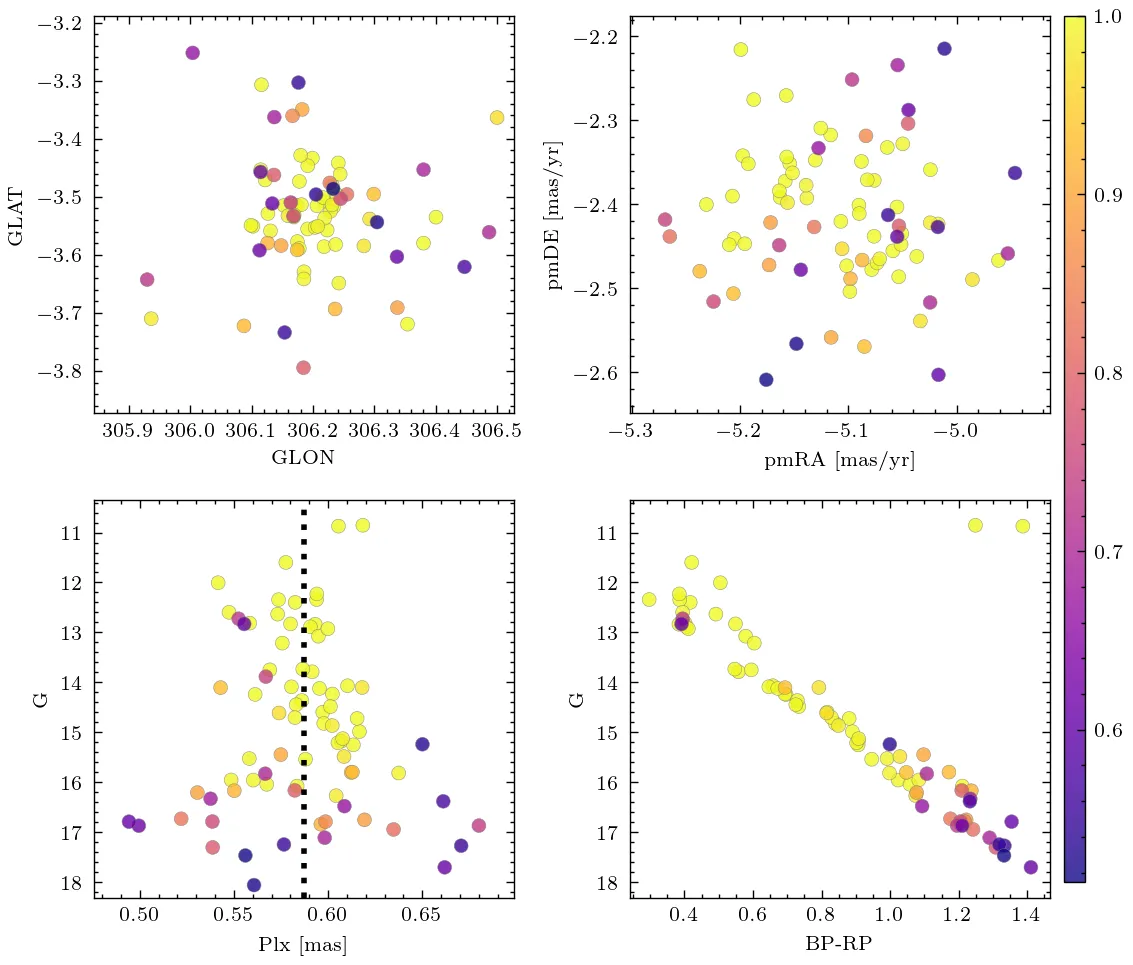 −3.2
−3.3
−3.4
−3.5
−3.6
−3.7
−3.8
GLAT
305.9 306.0 306.1 306.2 306.3 306.4 306.5
GLON
−2.2
−2.3
−2.4
−2.5
−2.6
pmDE [mas/yr]
−5.3 −5.2 −5.1 −5.0
pmRA [mas/yr]
1.0
0.9
0.8
0.7
0.6
11
12
13
14
15
16
17
18
G
0.50 0.55 0.60 0.65
Plx [mas]
11
12
13
14
15
16
17
18
G
0.4 0.6 0.8 1.0 1.2 1.4
BP-RP